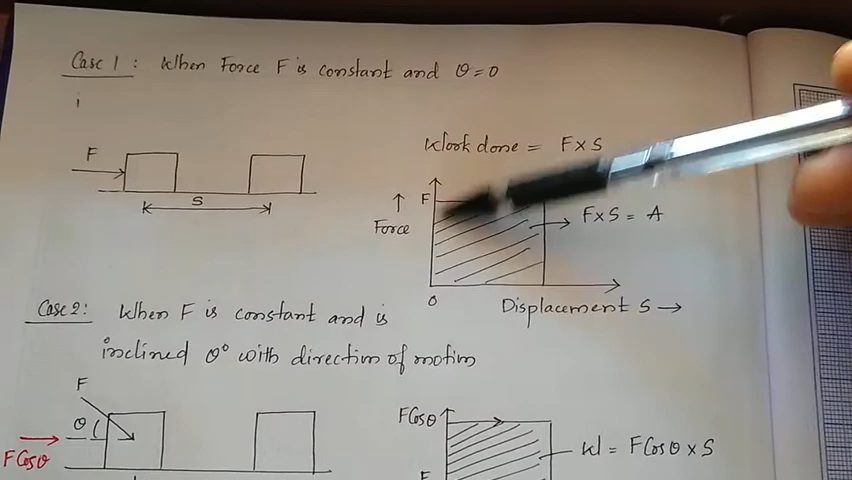 Case 1 : When Force F is constant and θ=0
i
F
S
Work done = F×S
F
↑
Force
F×S = A
0
Displacement S →
Case 2: When F is constant and is
inclined θ° with direction of motion
F
θ
FCosθ
FCosθ
W = FCosθ × S
F